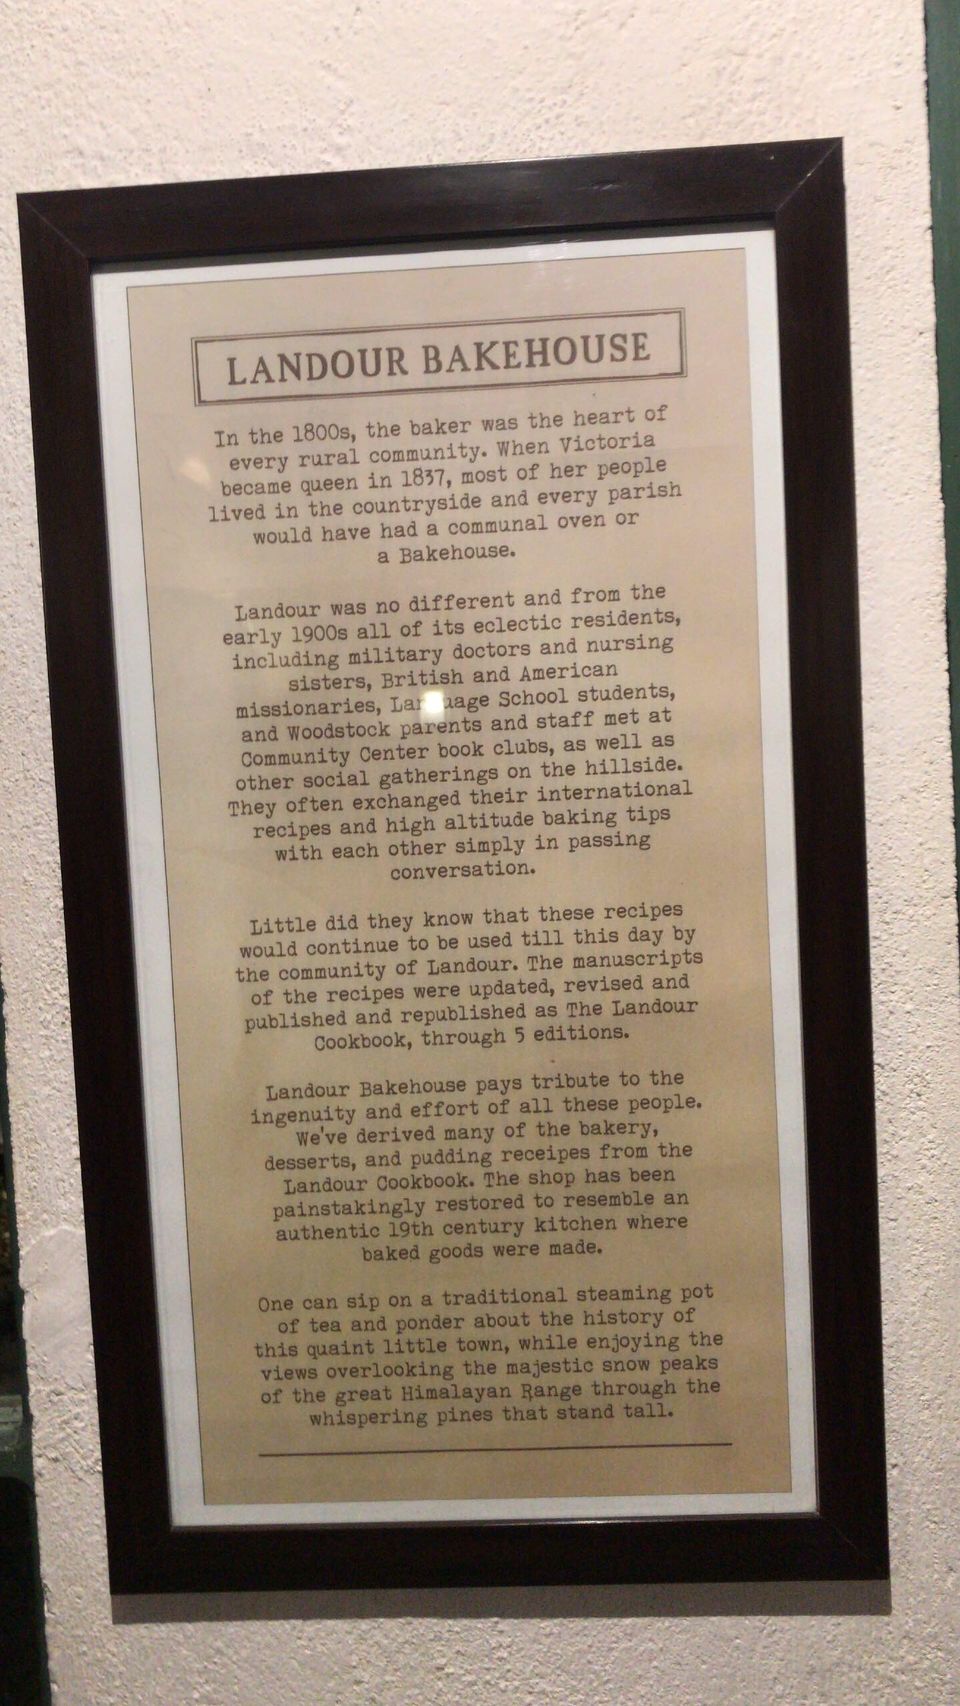 LANDOUR BAKEHOUSE
In the 1800s, the baker was the heart of
every rural community. When Victoria
became queen in 1837, most of her people
lived in the countryside and every parish
would have had a communal oven or
a Bakehouse.
Landour was no different and from the
early 1900s all of its eclectic residents,
including military doctors and nursing
sisters, British and American
missionaries, Language School students,
and Woodstock parents and staff met at
Community Center book clubs, as well as
other social gatherings on the hillside.
They often exchanged their international
recipes and high altitude baking tips
with each other simply in passing
conversation.
Little did they know that these recipes
would continue to be used till this day by
the community of Landour. The manuscripts
of the recipes were updated, revised and
published and republished as The Landour
Cookbook, through 5 editions.
Landour Bakehouse pays tribute to the
ingenuity and effort of all these people.
We've derived many of the bakery,
desserts, and pudding receipes from the
Landour Cookbook. The shop has been
painstakingly restored to resemble an
authentic 19th century kitchen where
baked goods were made.
One can sip on a traditional steaming pot
of tea and ponder about the history of
this quaint little town, while enjoying the
views overlooking the majestic snow peaks
of the great Himalayan Range through the
whispering pines that stand tall.